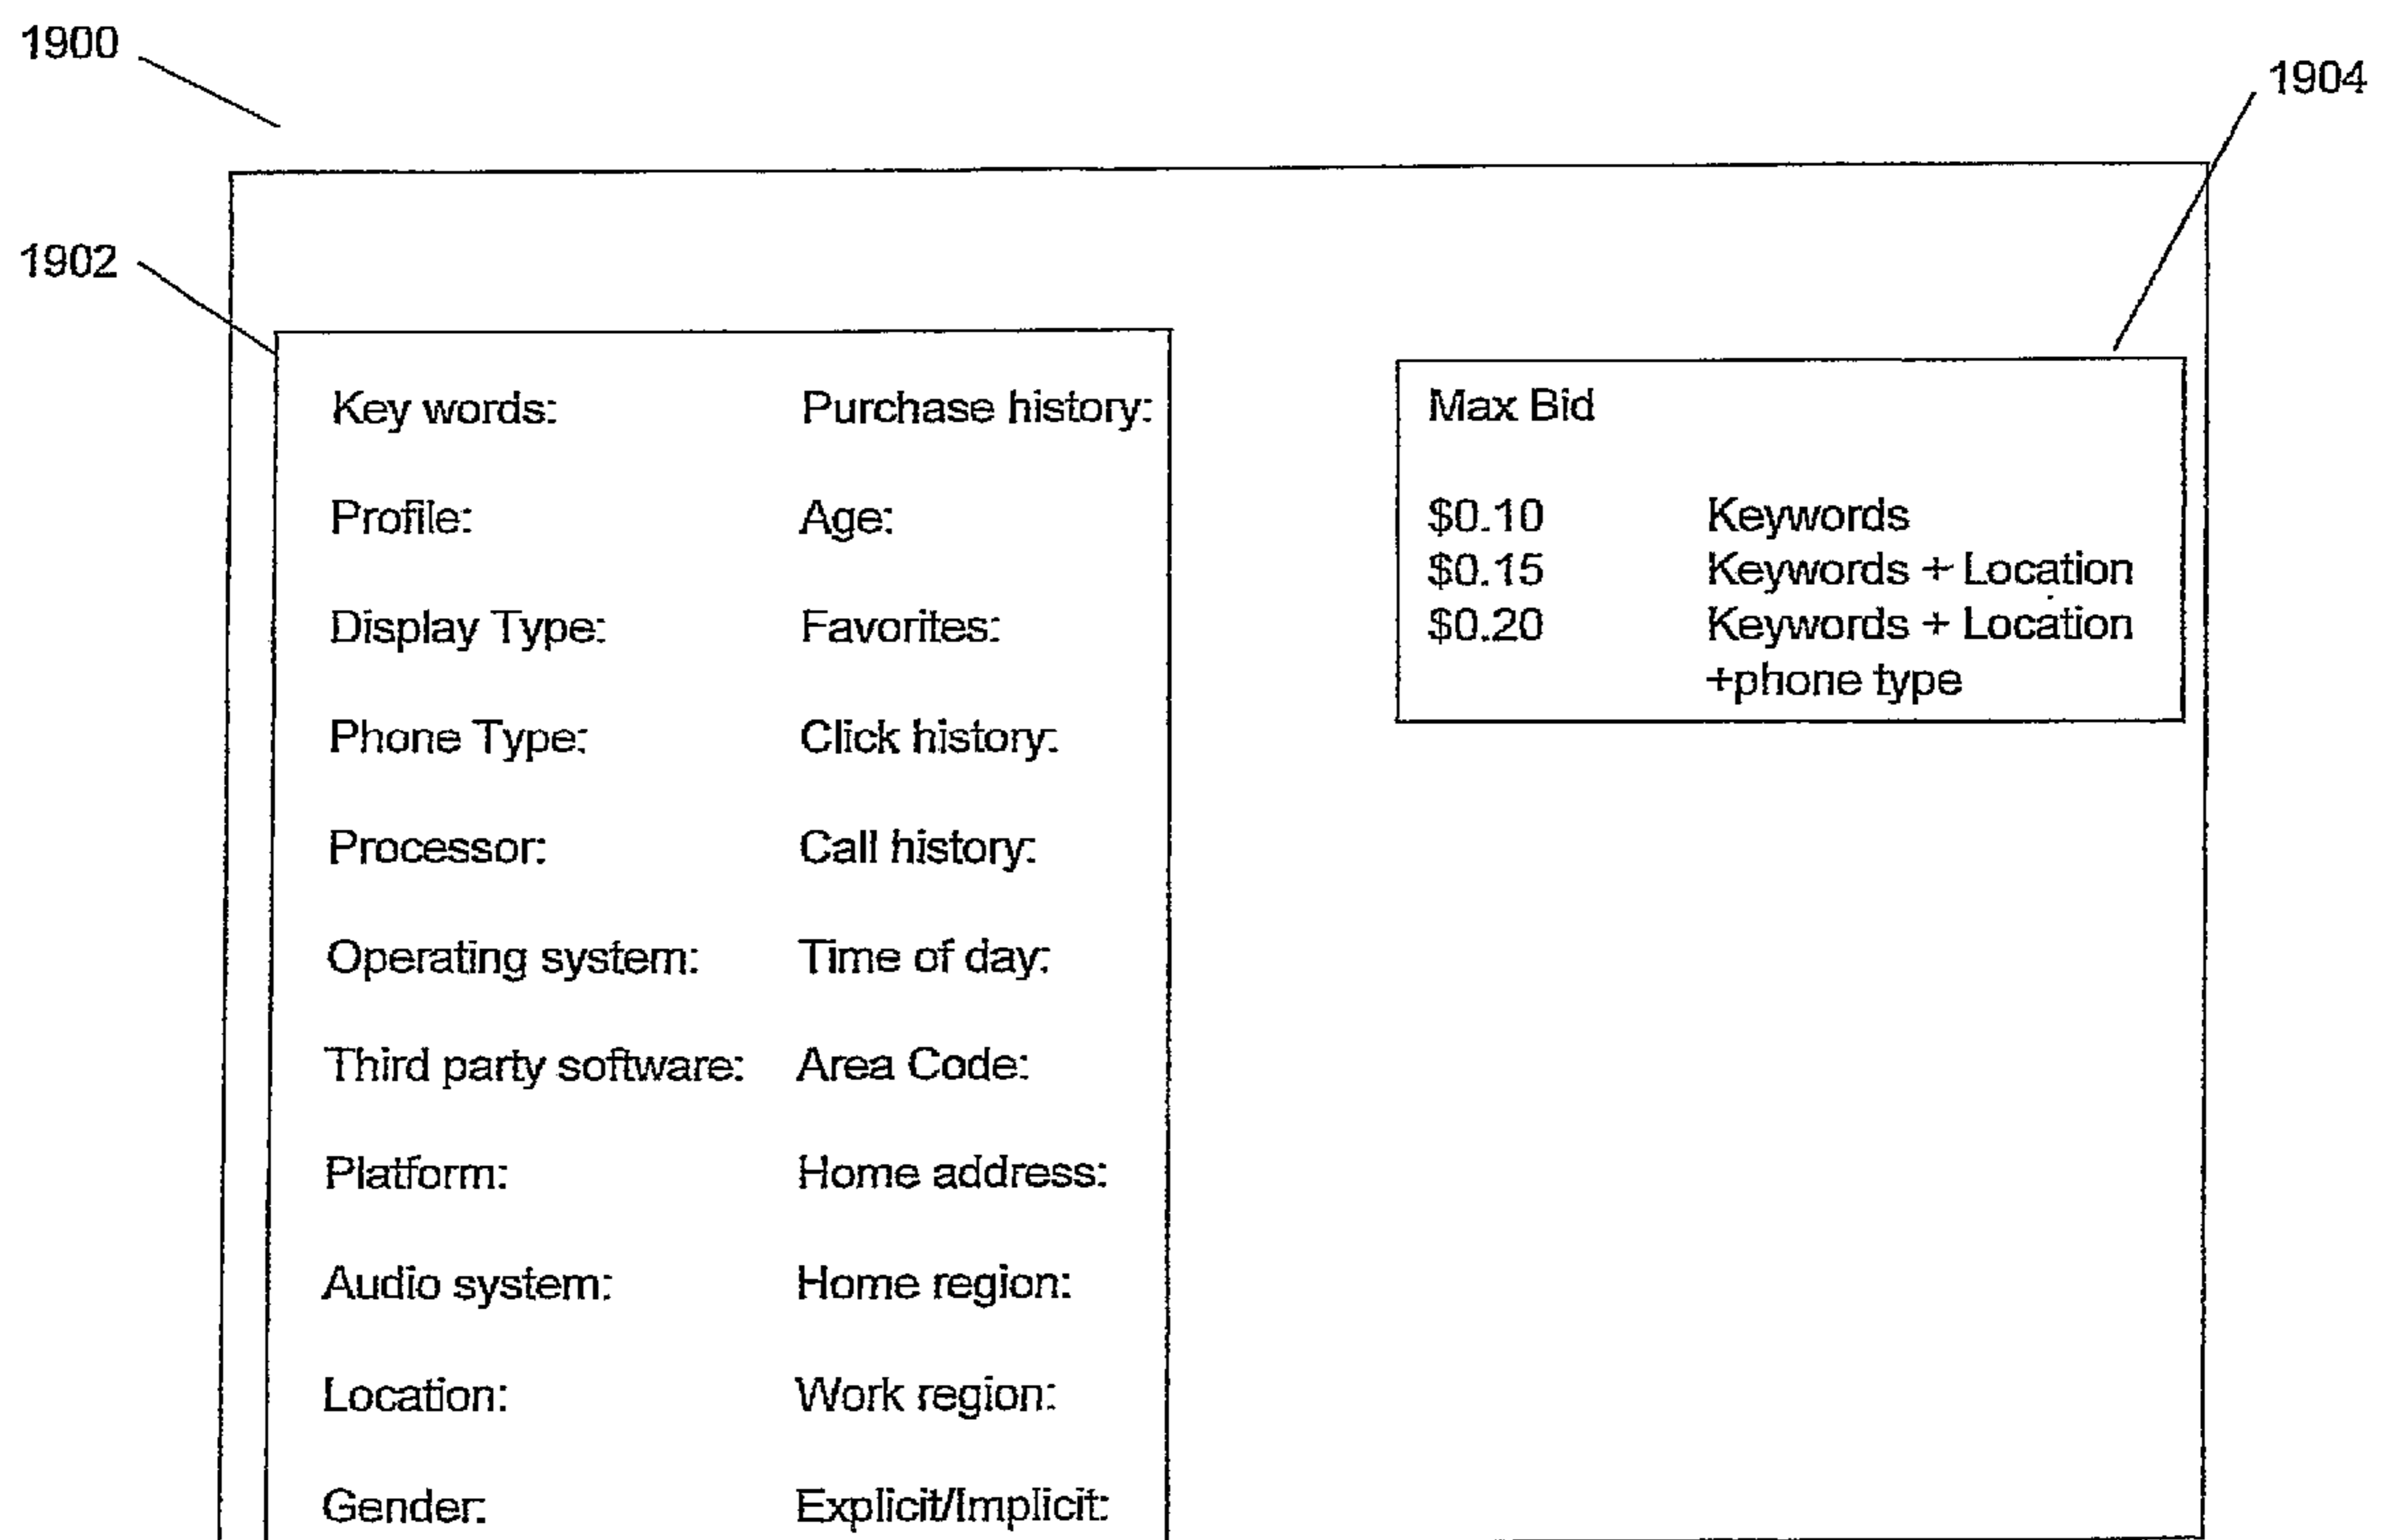 1900
1904
1902
Key words: Purchase history:
Profile: Age:
Display Type: Favorites:
Phone Type: Click history:
Processor: Call history:
Operating system: Time of day:
Third party software: Area Code:
Platform: Home address:
Audio system: Home region:
Location: Work region:
Gender: Explicit/Implicit:
Max Bid
$0.10 Keywords
$0.15 Keywords + Location
$0.20 Keywords + Location
+phone type